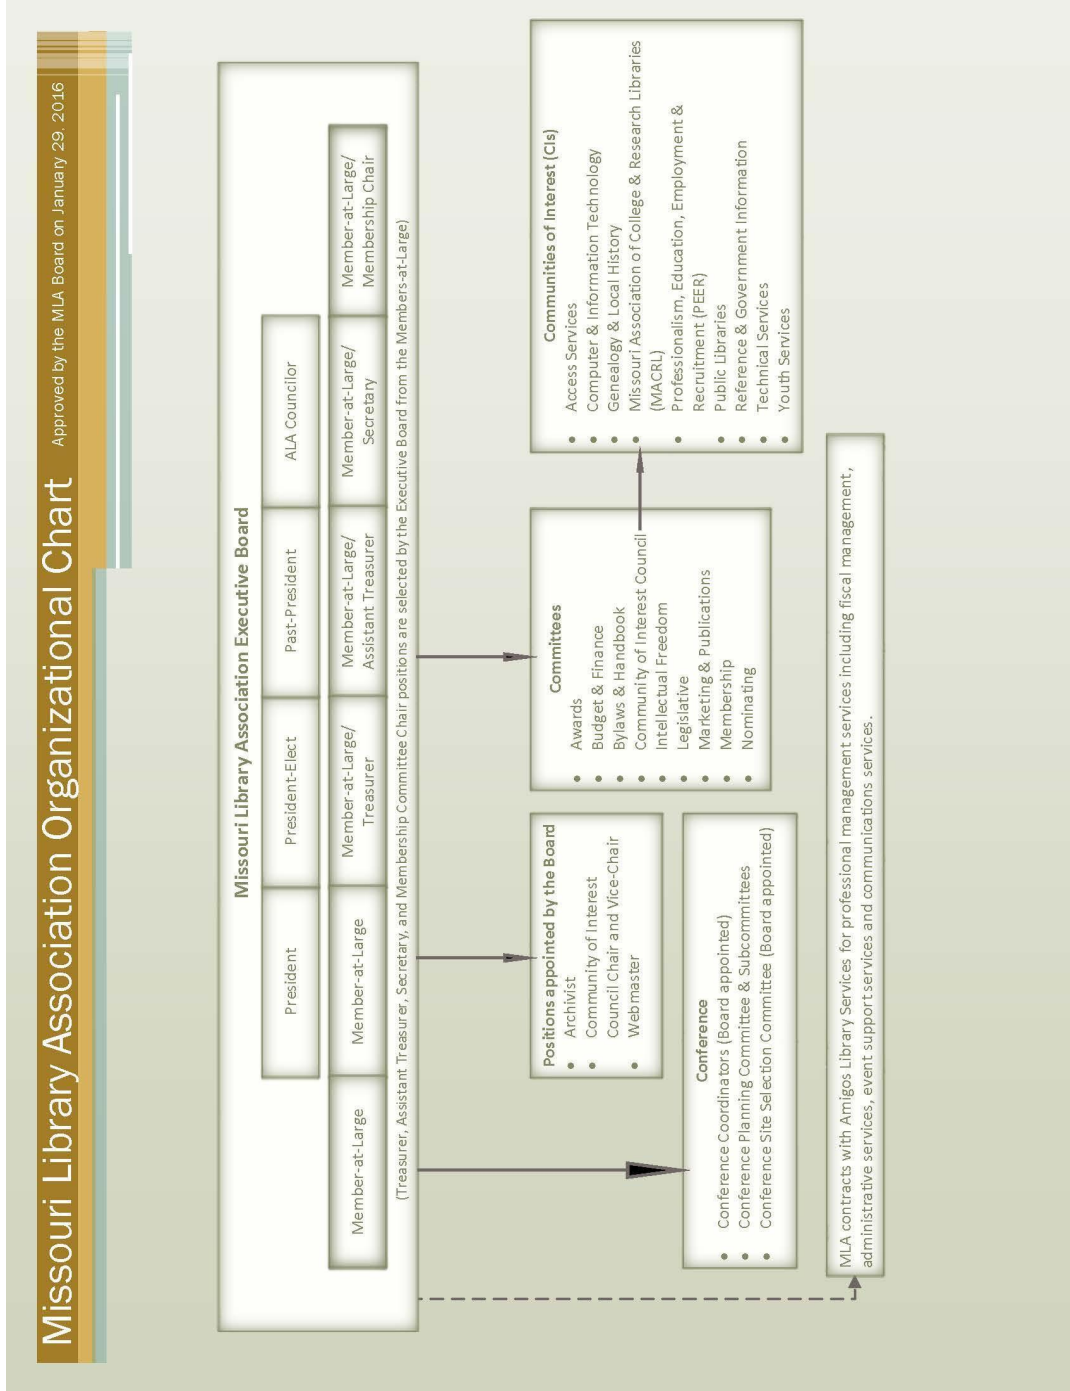 Missouri Library Association Organizational Chart
Approved by the MLA Board on January 29, 2016
Missouri Library Association Executive Board
President
President-Elect
Past-President
ALA Councilor
Member-at-Large
Member-at-Large
Member-at-Large/
Treasurer
Member-at-Large/
Assistant Treasurer
Member-at-Large/
Secretary
Member-at-Large/
Membership Chair
(Treasurer, Assistant Treasurer, Secretary, and Membership Committee Chair positions are selected by the Executive Board from the Members-at-Large)
Positions appointed by the Board
• Archivist
• Community of Interest
Council Chair and Vice-Chair
• Webmaster
Conference
• Conference Coordinators (Board appointed)
• Conference Planning Committee & Subcommittees
• Conference Site Selection Committee (Board appointed)
Committees
• Awards
• Budget & Finance
• Bylaws & Handbook
• Community of Interest Council
• Intellectual Freedom
• Legislative
• Marketing & Publications
• Membership
• Nominating
Communities of Interest (CIs)
• Access Services
• Computer & Information Technology
• Genealogy & Local History
• Missouri Association of College & Research Libraries
(MACRL)
• Professionalism, Education, Employment &
Recruitment (PEER)
• Public Libraries
• Reference & Government Information
• Technical Services
• Youth Services
MLA contracts with Amigos Library Services for professional management services including fiscal management,
administrative services, event support services and communications services.